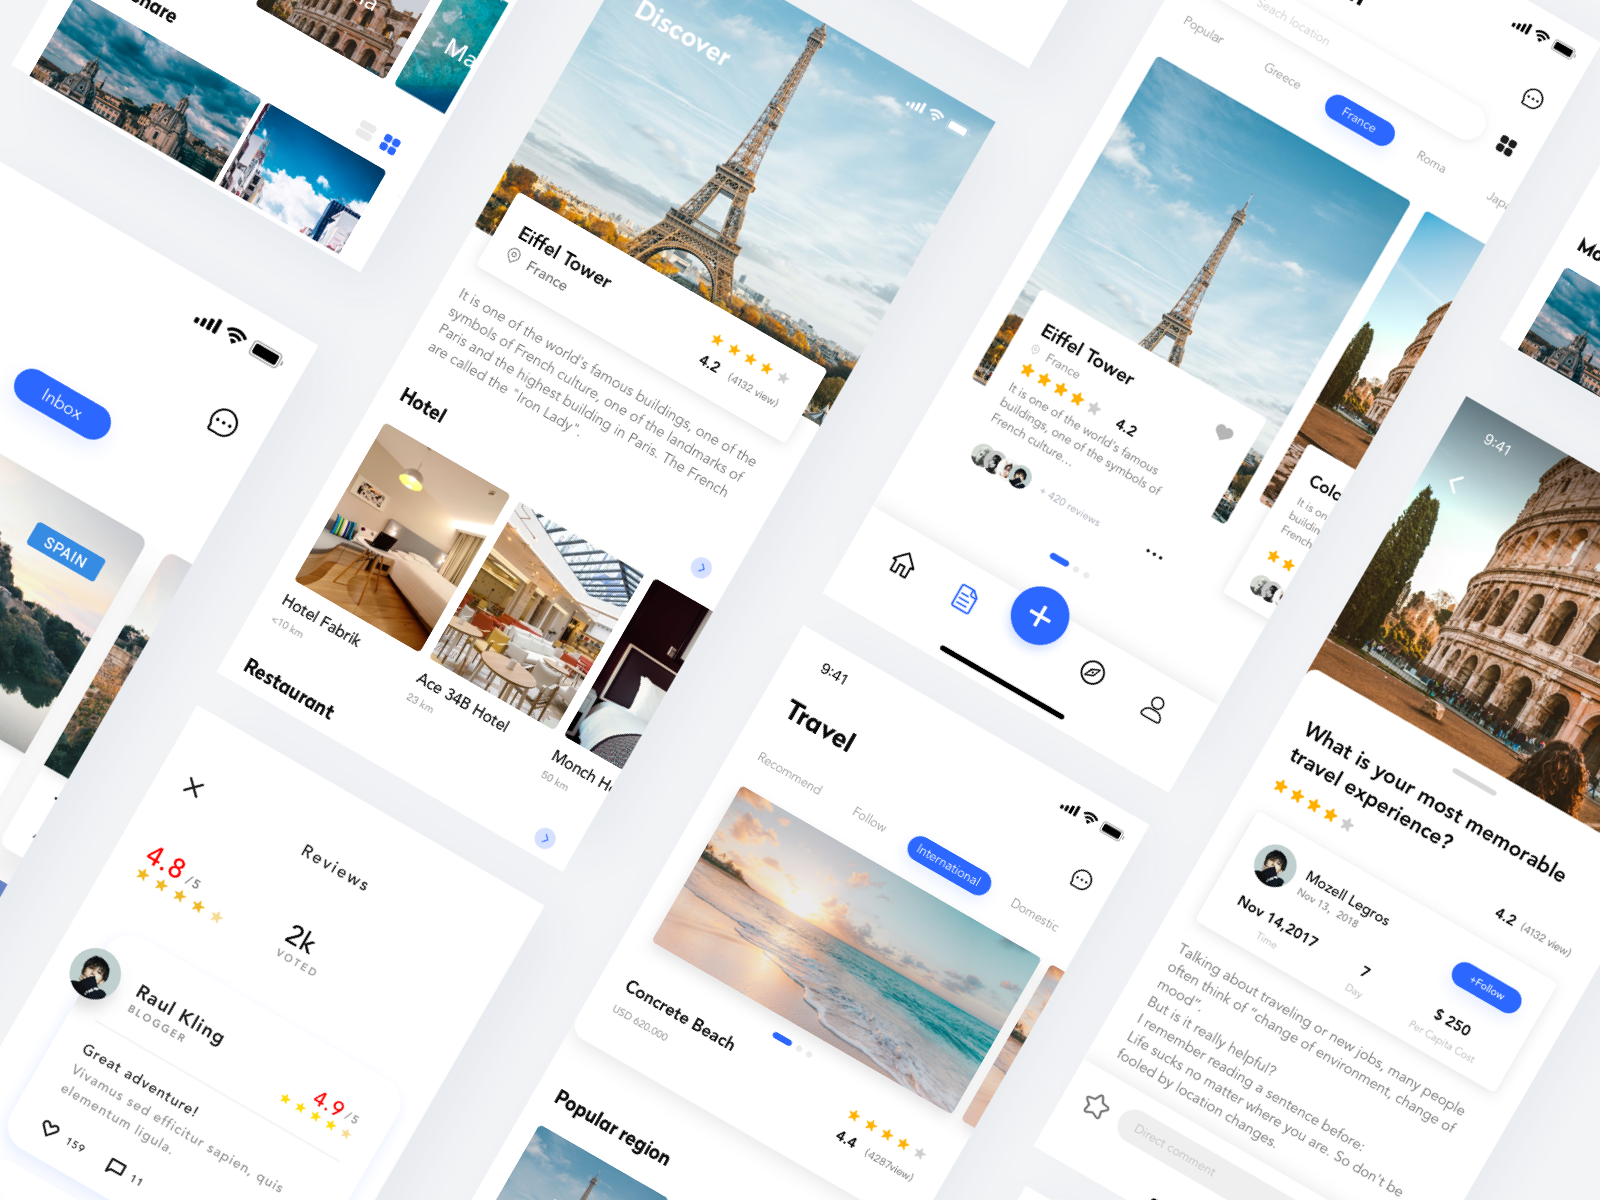 Share
Discover
Eiffel Tower
France
4.2
(4132 view)
It is one of the world's famous buildings, one of the
symbols of French culture, one of the landmarks of
Paris and the highest building in Paris. The French
are called the "Iron Lady".
Hotel
Hotel Fabrik
<10 km
Ace 34B Hotel
23 km
Monch
50 km
Restaurant
Inbox
SPAIN
Reviews
4.8
/5
2k
VOTED
Raul Kling
BLOGGER
Great adventure!
4.9
/5
Vivamus sed efficitur sapien, quis
elementum ligula.
159
11
Seach location
Popular
Greece
France
Roma
Eiffel Tower
France
4.2
It is one of the world's famous
buildings, one of the symbols of
French culture...
+ 420 reviews
It is on
French
9:41
Travel
Recommend
Follow
International
Domestic
Concrete Beach
USD 620.000
4.4
(4287view)
Popular region
9:41
What is your most memorable
travel experience?
4.2
(4132 view)
Mozell Legros
Nov 13, 2018
+Follow
Nov 14,2017
Time
7
Day
$ 250
Per Capita Cost
Talking about traveling or new jobs, many people
often think of "change of environment, change of
mood".
But is it really helpful?
I remember reading a sentence before:
Life sucks no matter where you are. So don't be
fooled by location changes.
Direct comment